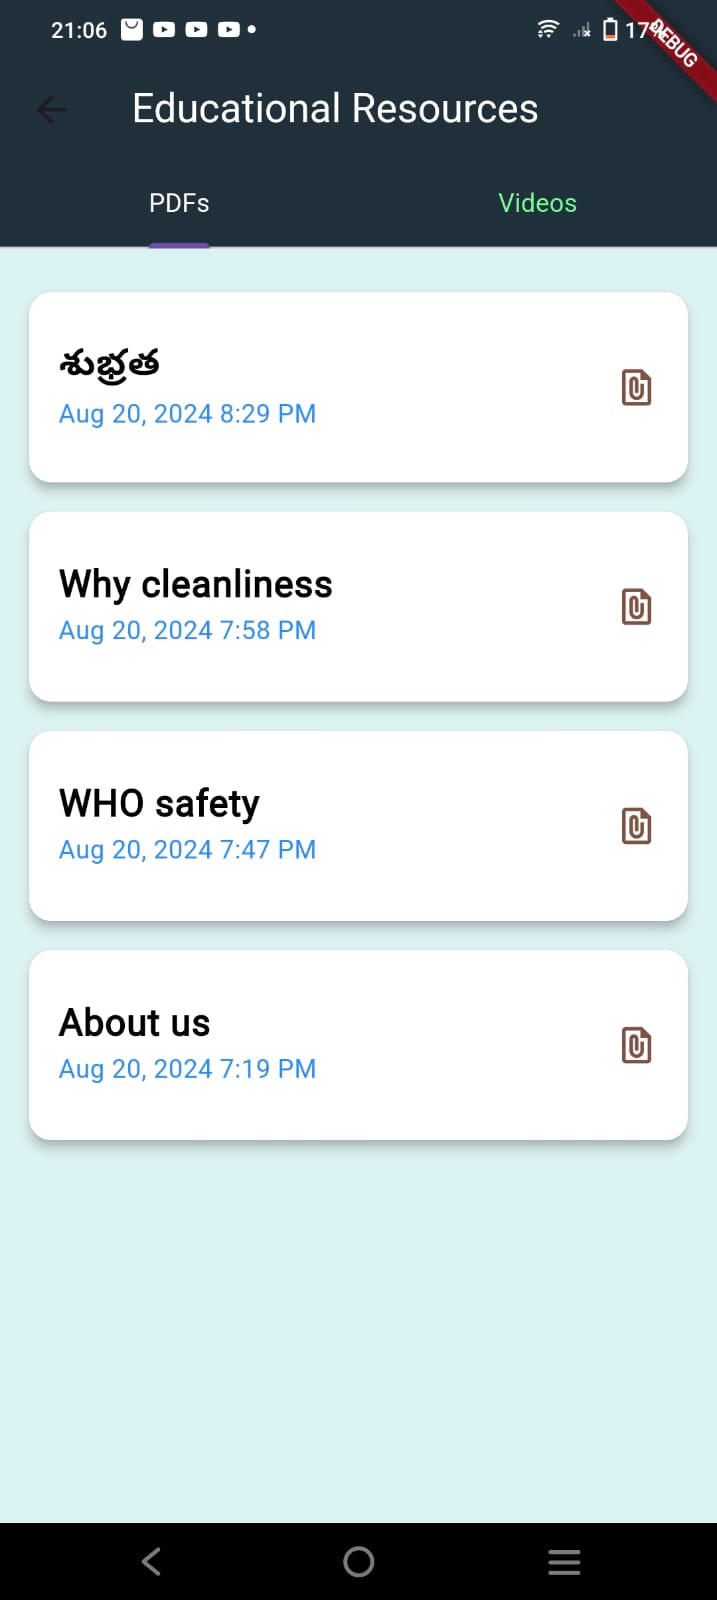 21:06
17%
DEBUG
Educational Resources
PDFs
Videos
శుభ్రత
Aug 20, 2024 8:29 PM
Why cleanliness
Aug 20, 2024 7:58 PM
WHO safety
Aug 20, 2024 7:47 PM
About us
Aug 20, 2024 7:19 PM